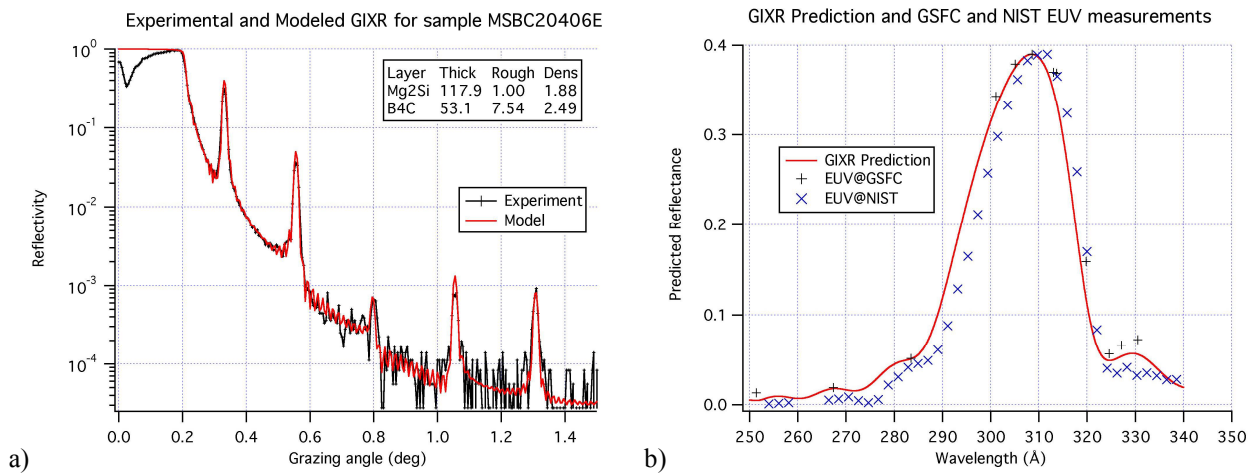 Experimental and Modeled GIXR for sample MSBC20406E
10^0
10^-1
10^-2
10^-3
10^-4
Reflectivity
Layer Thick Rough Dens
Mg2Si 117.9 1.00 1.88
B4C 53.1 7.54 2.49
Experiment
Model
0.0 0.2 0.4 0.6 0.8 1.0 1.2 1.4
Grazing angle (deg)
a)
GIXR Prediction and GSFC and NIST EUV measurements
0.4
0.3
0.2
0.1
0.0
Predicted Reflectance
GIXR Prediction
EUV@GSFC
EUV@NIST
250 260 270 280 290 300 310 320 330 340 350
Wavelength (Å)
b)